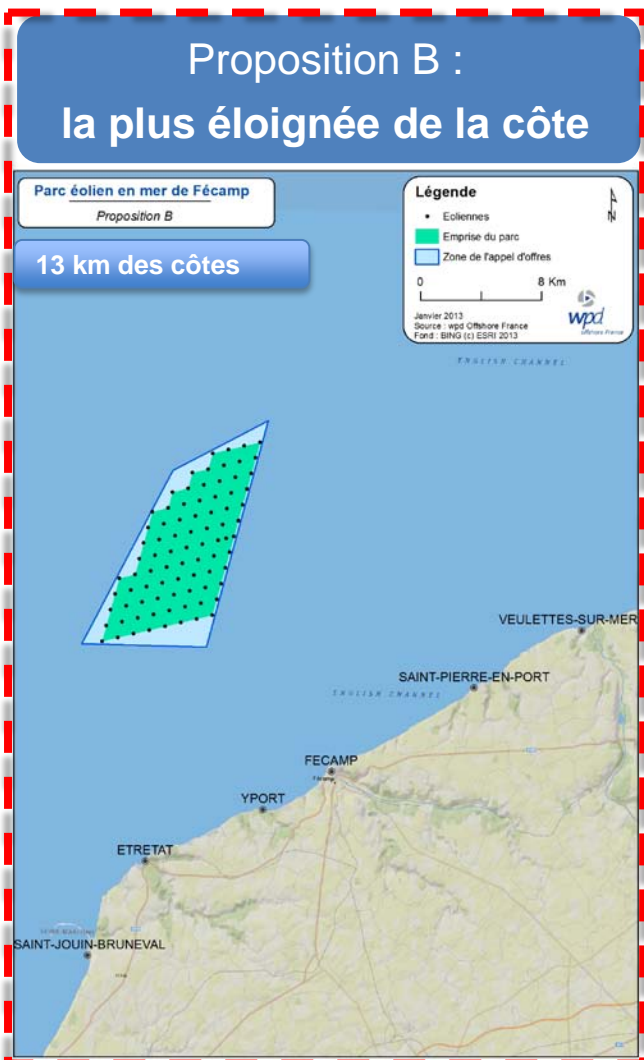 Proposition B :
la plus éloignée de la côte
Parc éolien en mer de Fécamp
Proposition B
13 km des côtes
Légende
N
Eoliennes
Emprise du parc
Zone de l'appel d'offres
0 8 Km
Janvier 2013
Source : wpd Offshore France
Fond : BING (c) ESRI 2013
wpd
offshore France
ENGLISH CHANNEL
VEULETTES-SUR-MER
SAINT-PIERRE-EN-PORT
ENGLISH CHANNEL
FECAMP
Fécamp
YPORT
ETRETAT
SAINT-JOUIN-BRUNEVAL